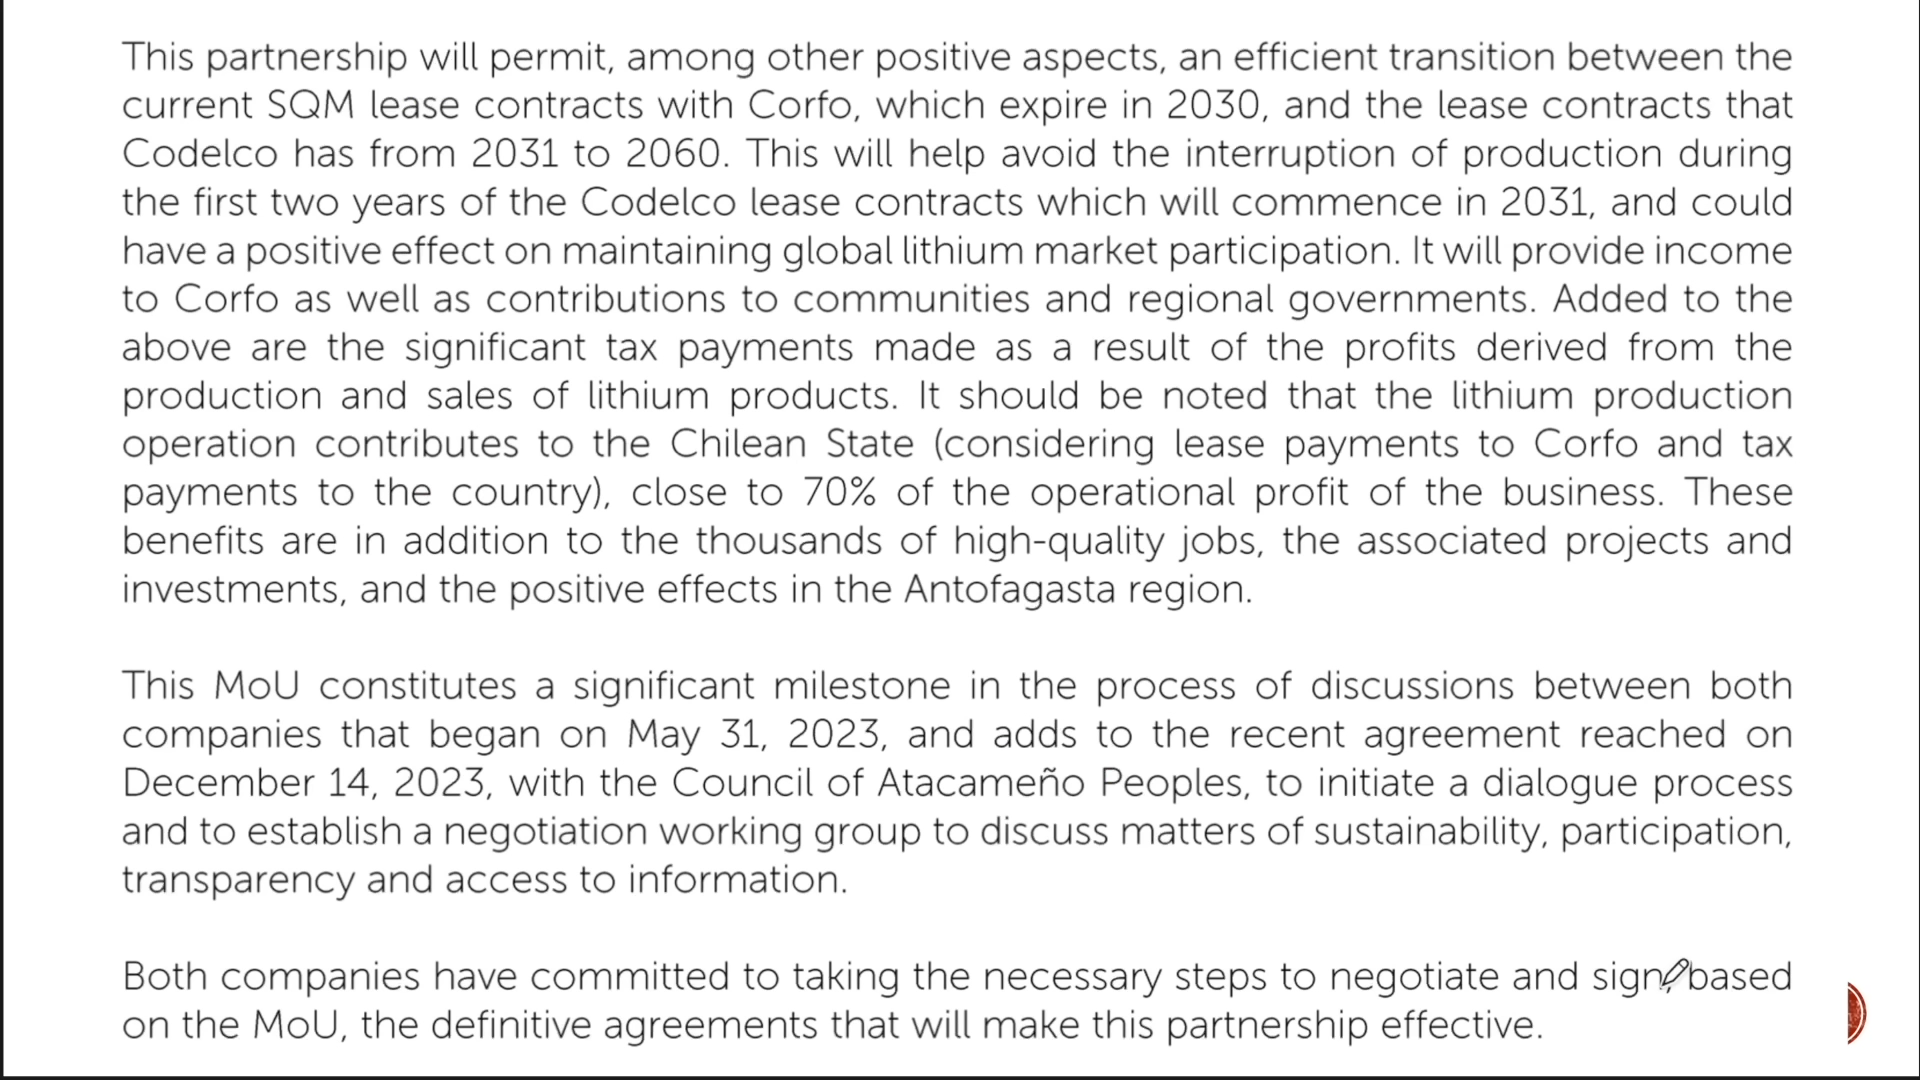 This partnership will permit, among other positive aspects, an efficient transition between the
current SQM lease contracts with Corfo, which expire in 2030, and the lease contracts that
Codelco has from 2031 to 2060. This will help avoid the interruption of production during
the first two years of the Codelco lease contracts which will commence in 2031, and could
have a positive effect on maintaining global lithium market participation. It will provide income
to Corfo as well as contributions to communities and regional governments. Added to the
above are the significant tax payments made as a result of the profits derived from the
production and sales of lithium products. It should be noted that the lithium production
operation contributes to the Chilean State (considering lease payments to Corfo and tax
payments to the country), close to 70% of the operational profit of the business. These
benefits are in addition to the thousands of high-quality jobs, the associated projects and
investments, and the positive effects in the Antofagasta region.
This MoU constitutes a significant milestone in the process of discussions between both
companies that began on May 31, 2023, and adds to the recent agreement reached on
December 14, 2023, with the Council of Atacameño Peoples, to initiate a dialogue process
and to establish a negotiation working group to discuss matters of sustainability, participation,
transparency and access to information.
Both companies have committed to taking the necessary steps to negotiate and sign, based
on the MoU, the definitive agreements that will make this partnership effective.